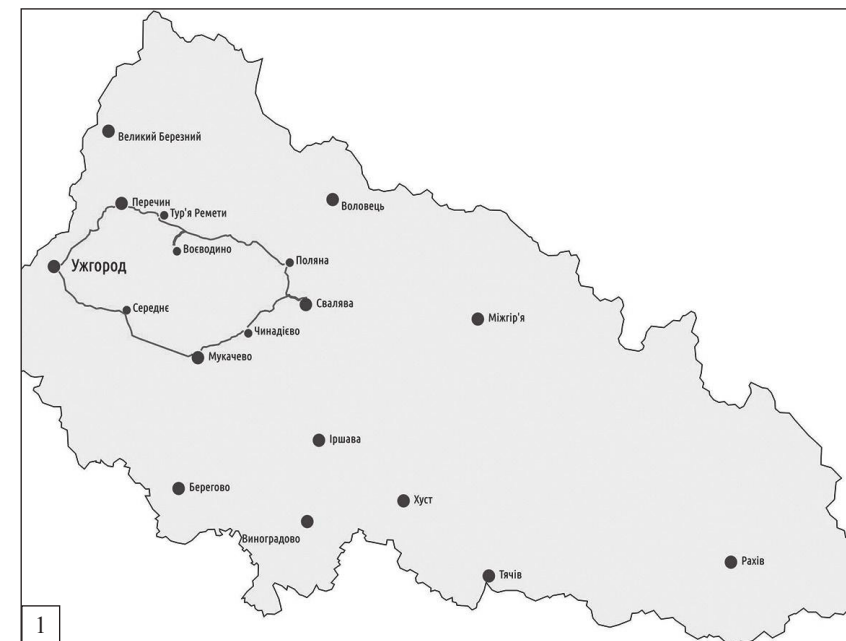 Великий Березний
Перечин
Тур'я Ремети
Воловець
Воєводино
Ужгород
Поляна
Середнє
Свалява
Міжгір'я
Чинадієво
Мукачево
Іршава
Берегово
Хуст
Виноградово
Рахів
Тячів
1